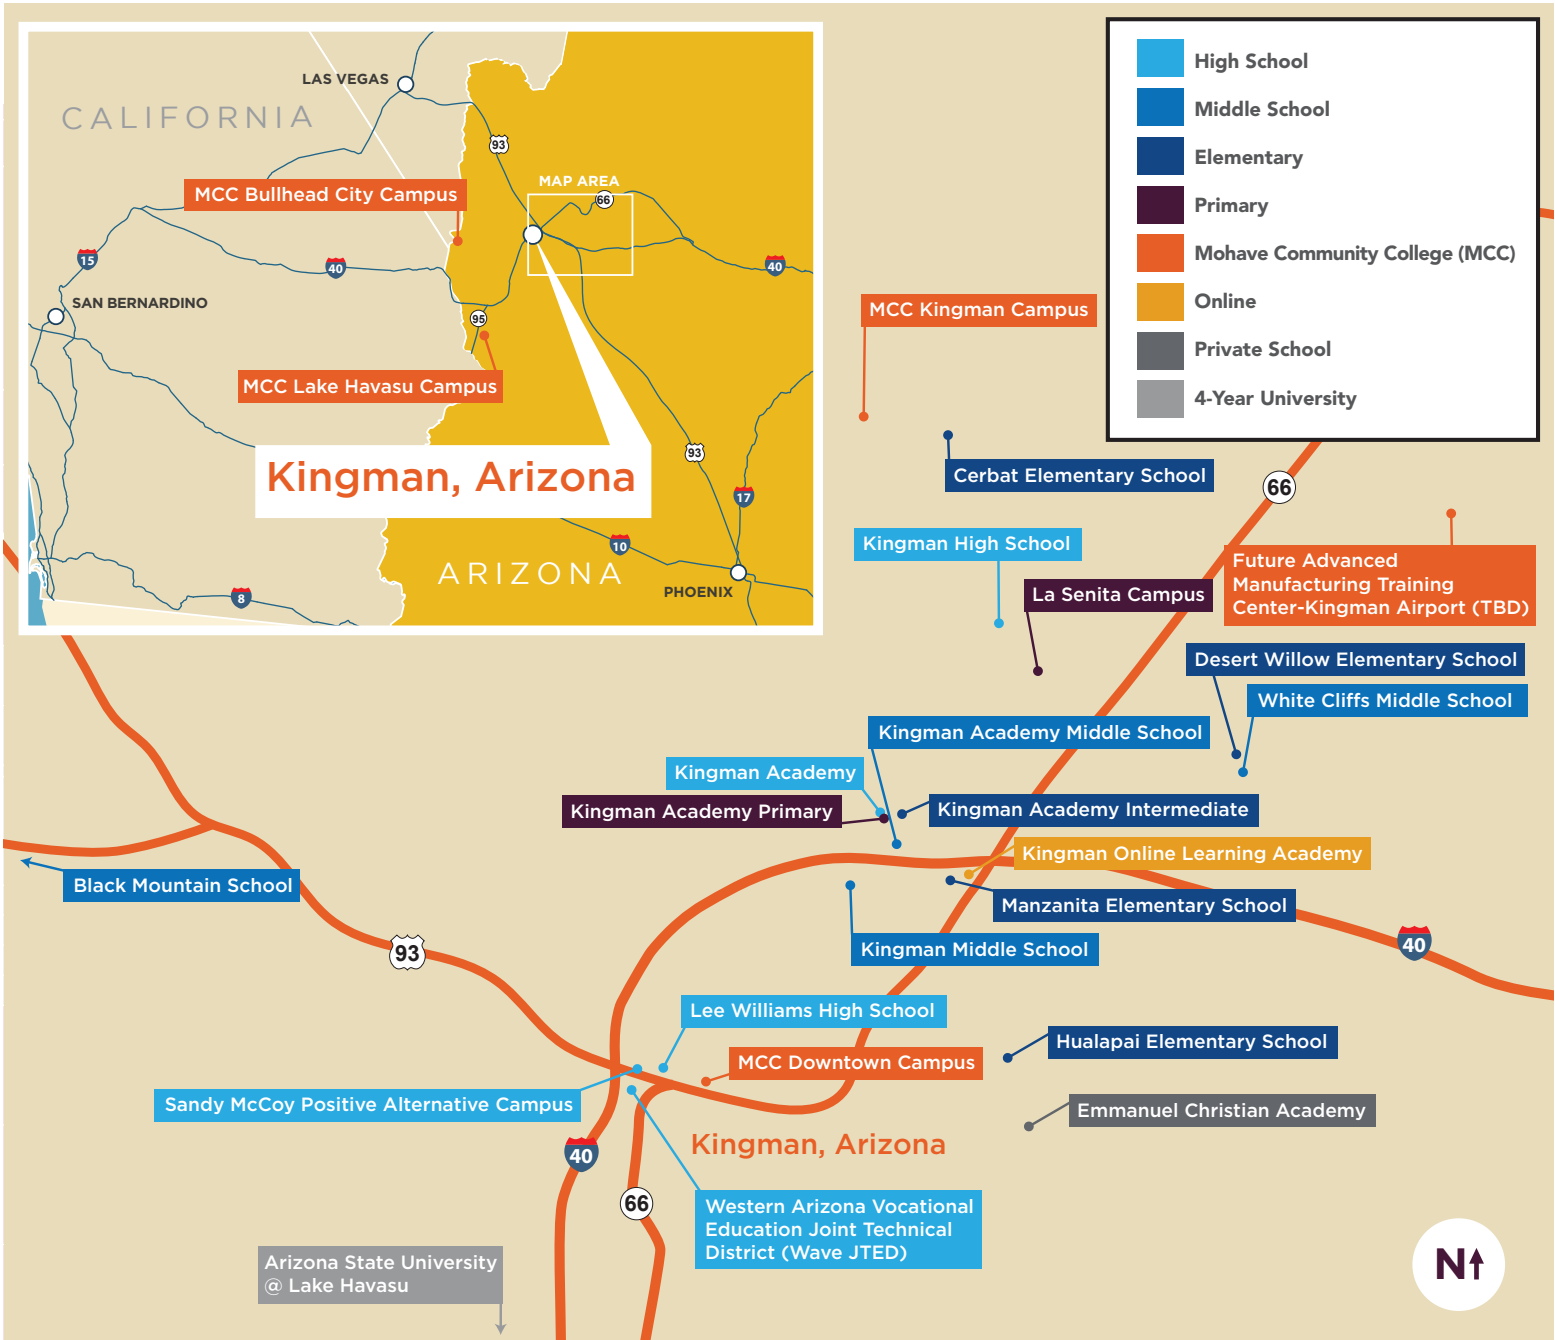 LAS VEGAS
CALIFORNIA
93
MAP AREA
MCC Bullhead City Campus
66
15
40
40
SAN BERNARDINO
95
MCC Lake Havasu Campus
93
Kingman, Arizona
17
10
ARIZONA
PHOENIX
8
High School
Middle School
Elementary
Primary
Mohave Community College (MCC)
Online
Private School
4-Year University
MCC Kingman Campus
Cerbat Elementary School
66
Kingman High School
Future Advanced
Manufacturing Training
Center-Kingman Airport (TBD)
La Senita Campus
Desert Willow Elementary School
White Cliffs Middle School
Kingman Academy Middle School
Kingman Academy
Kingman Academy Primary
Kingman Academy Intermediate
Kingman Online Learning Academy
Black Mountain School
Manzanita Elementary School
93
Kingman Middle School
40
Lee Williams High School
Hualapai Elementary School
MCC Downtown Campus
Sandy McCoy Positive Alternative Campus
Emmanuel Christian Academy
Kingman, Arizona
40
66
Western Arizona Vocational
Education Joint Technical
District (Wave JTED)
Arizona State University
@ Lake Havasu
N